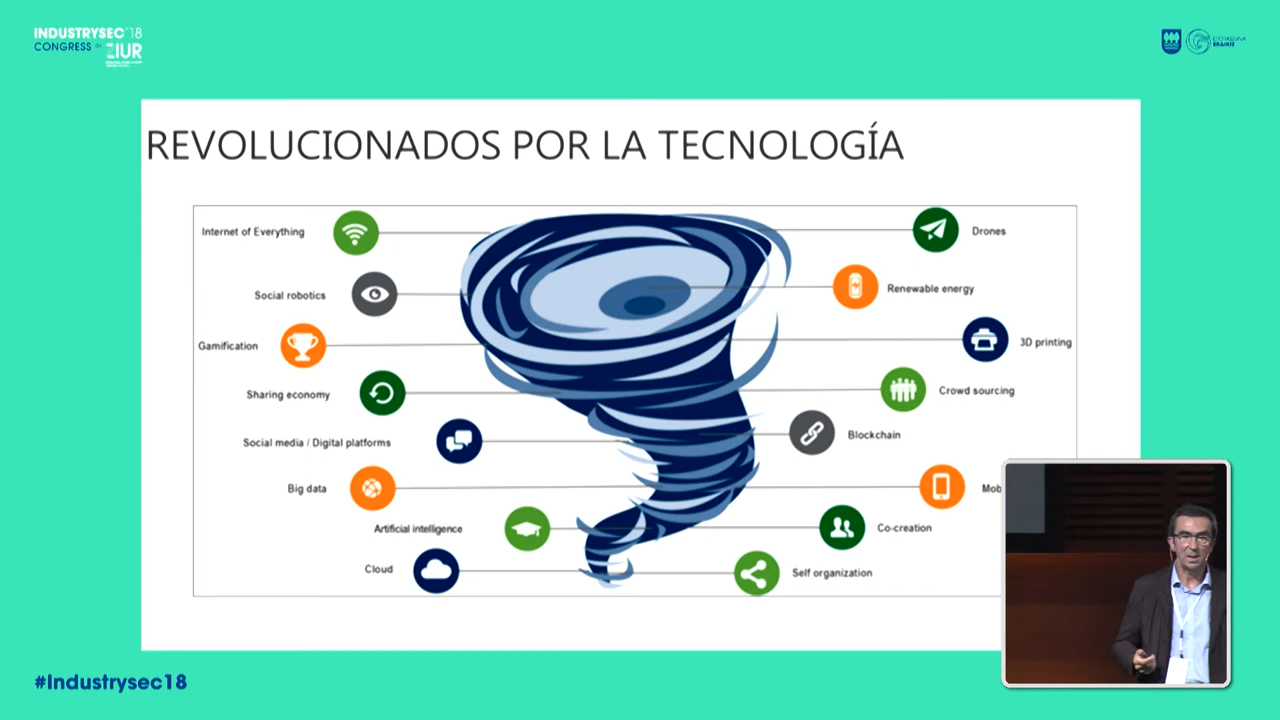 INDUSTRYSEC'18
CONGRESS BY ZIUR
REVOLUCIONADOS POR LA TECNOLOGÍA
Internet of Everything
Drones
Social robotics
Renewable energy
Gamification
3D printing
Sharing economy
Crowd sourcing
Social media / Digital platforms
Blockchain
Big data
Mob
Artificial intelligence
Co-creation
Cloud
Self organization
#Industrysec18